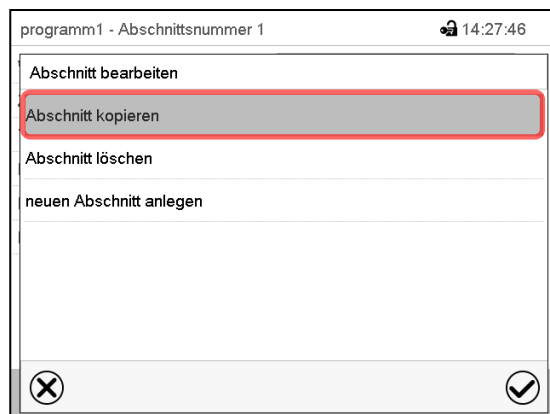 programm1 - Abschnittsnummer 1 14:27:46
Abschnitt bearbeiten
Abschnitt kopieren
Abschnitt löschen
neuen Abschnitt anlegen